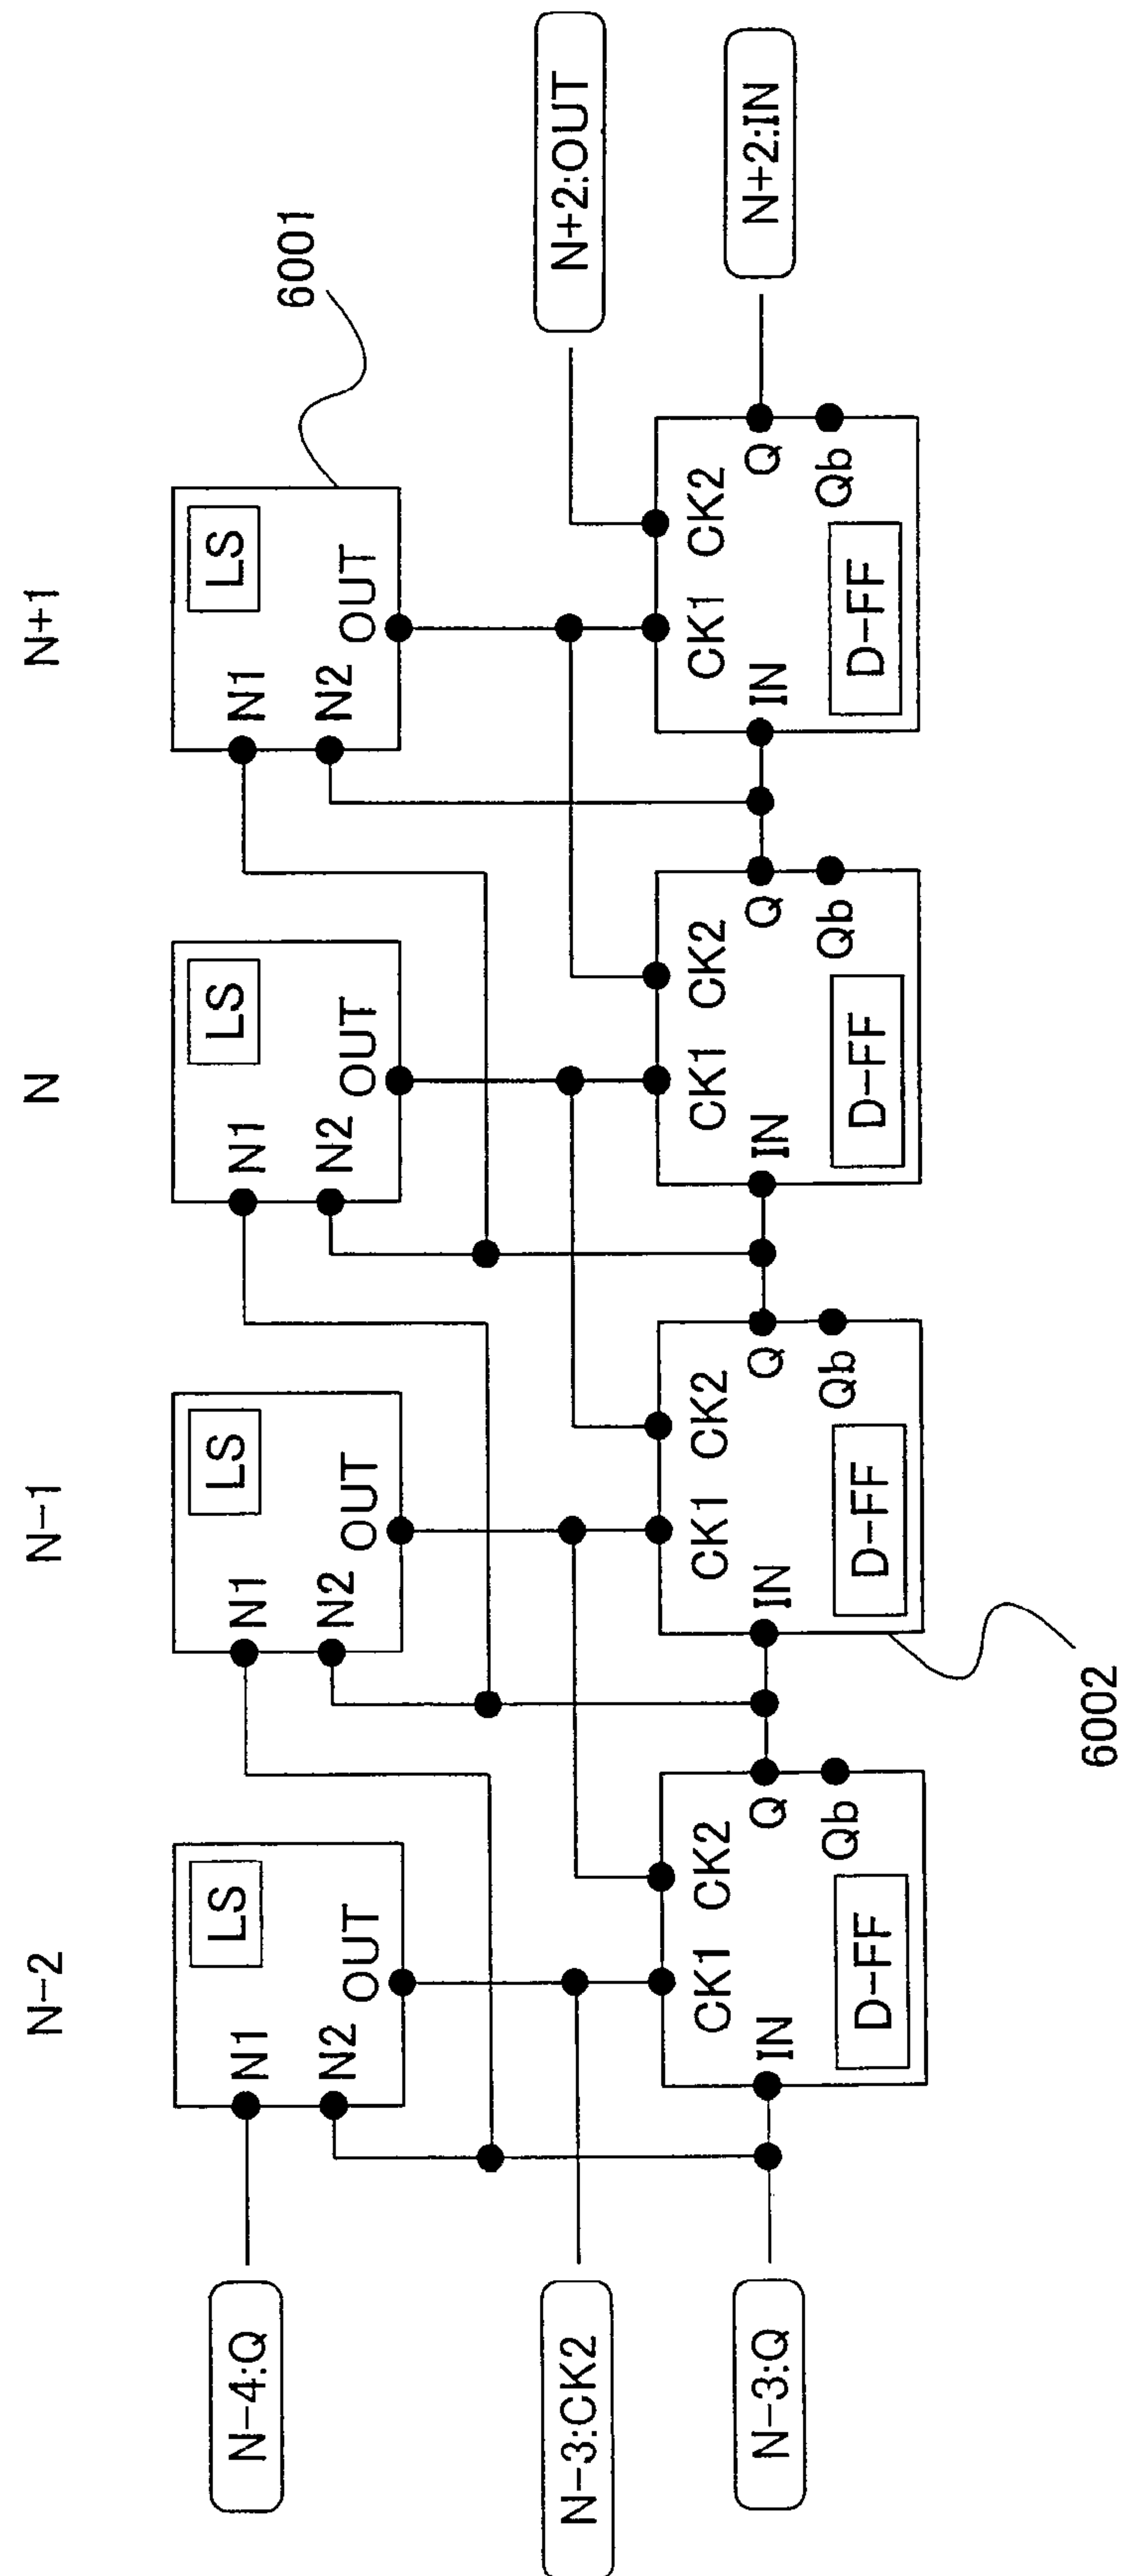 N-2
N-1
N
N+1
6001
LS
N1
N2
OUT
LS
N1
N2
OUT
LS
N1
N2
OUT
LS
N1
N2
OUT
N-4:Q
N-3:CK2
N-3:Q
N+2:OUT
N+2:IN
CK1
CK2
IN
Q
Qb
D-FF
CK1
CK2
IN
Q
Qb
D-FF
CK1
CK2
IN
Q
Qb
D-FF
CK1
CK2
IN
Q
Qb
D-FF
6002